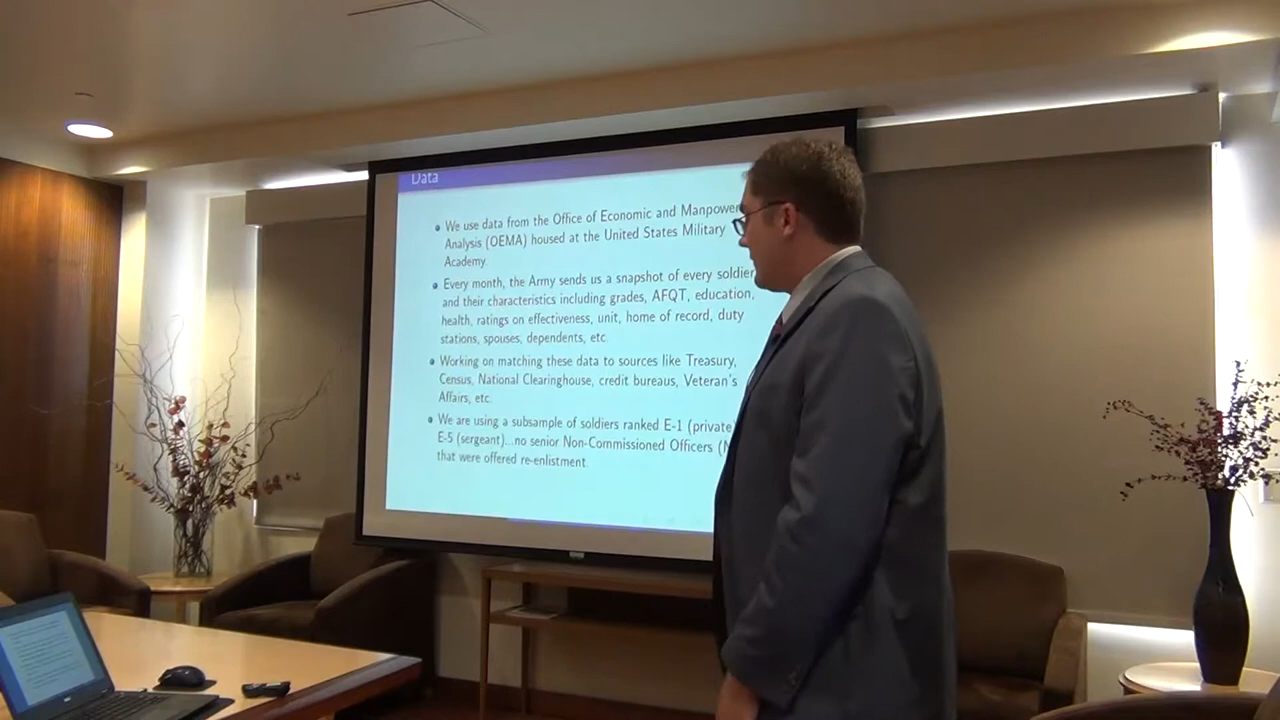 Data
We use data from the Office of Economic and Manpower
Analysis (OEMA) housed at the United States Military
Academy.
Every month, the Army sends us a snapshot of every soldier
and their characteristics including grades, AFQT, education,
health, ratings on effectiveness, unit, home of record, duty
stations, spouses, dependents, etc.
Working on matching these data to sources like Treasury,
Census, National Clearinghouse, credit bureaus, Veteran's
Affairs, etc.
We are using a subsample of soldiers ranked E-1 (private)
E-5 (sergeant)...no senior Non-Commissioned Officers (N
that were offered re-enlistment.